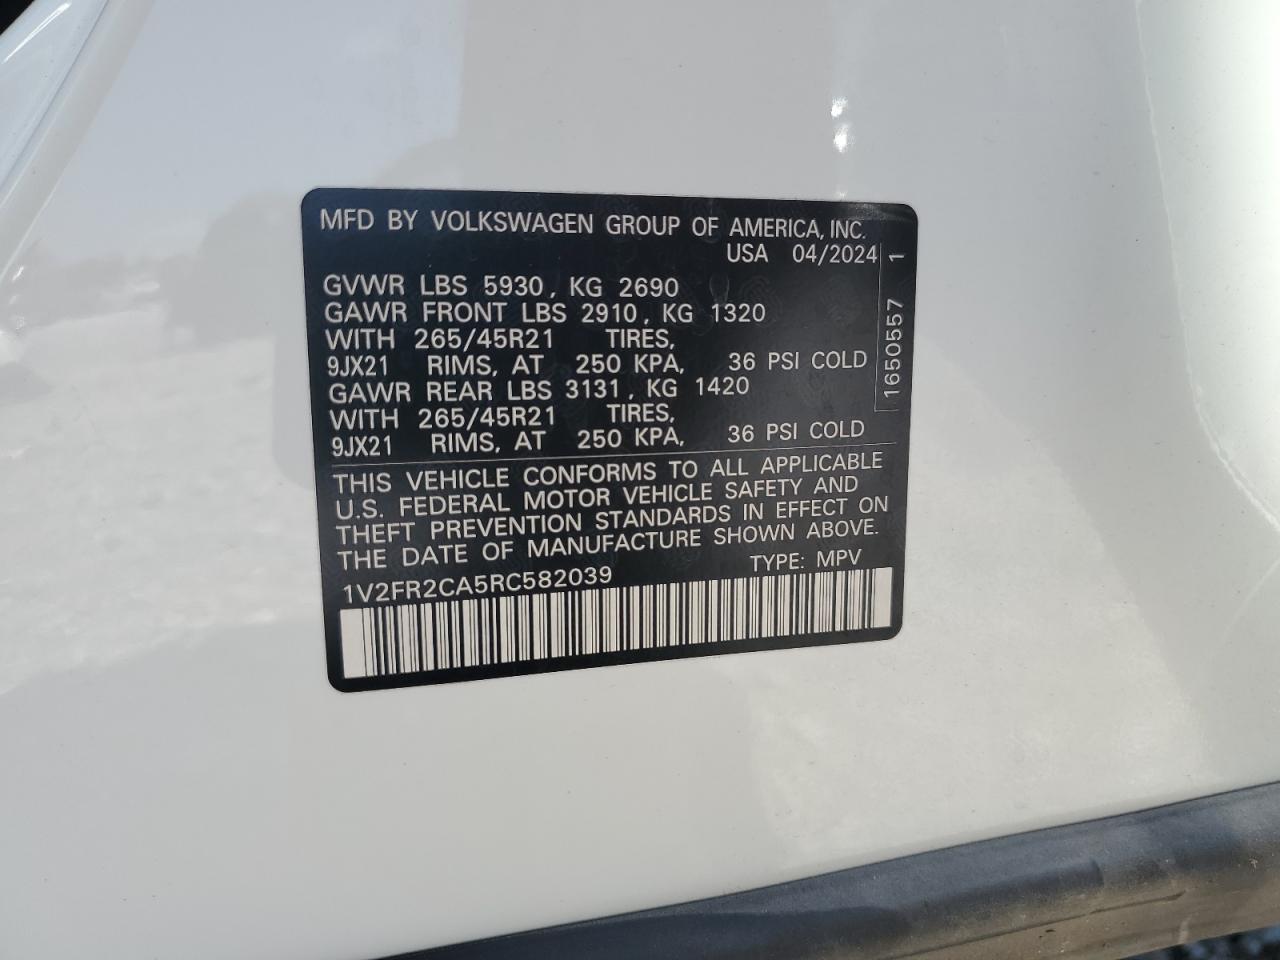 MFD BY VOLKSWAGEN GROUP OF AMERICA, INC.
USA 04/2024
GVWR LBS 5930, KG 2690
GAWR FRONT LBS 2910, KG 1320
WITH 265/45R21 TIRES,
9JX21 RIMS, AT 250 KPA, 36 PSI COLD
GAWR REAR LBS 3131, KG 1420
WITH 265/45R21 TIRES,
9JX21 RIMS, AT 250 KPA, 36 PSI COLD
THIS VEHICLE CONFORMS TO ALL APPLICABLE
U.S. FEDERAL MOTOR VEHICLE SAFETY AND
THEFT PREVENTION STANDARDS IN EFFECT ON
THE DATE OF MANUFACTURE SHOWN ABOVE.
TYPE: MPV
1V2FR2CA5RC582039
1650557 1